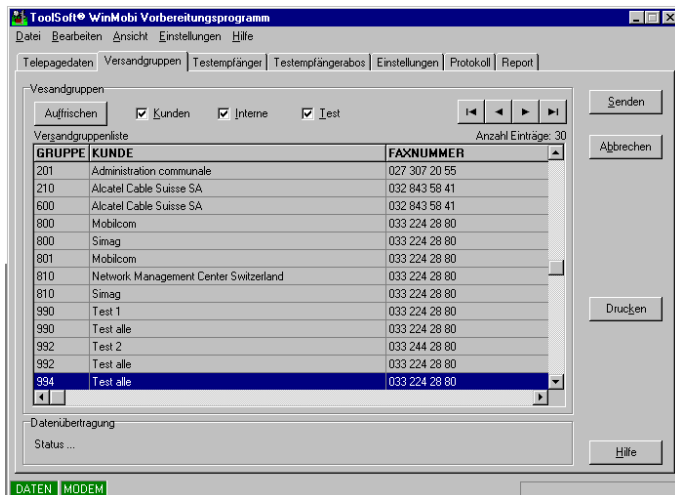 ToolSoft® WinMobi Vorbereitungsprogramm
Datei Bearbeiten Ansicht Einstellungen Hilfe
Telepagedaten Versandgruppen Testempfänger Testempfängerabos Einstellungen Protokoll Report
Vesandgruppen
Auffrischen Kunden Interne Test
Versandgruppenliste Anzahl Einträge: 30
GRUPPE KUNDE FAXNUMMER
201 Administration communale 027 307 20 55
210 Alcatel Cable Suisse SA 032 843 58 41
600 Alcatel Cable Suisse SA 032 843 58 41
800 Mobilcom 033 224 28 80
800 Simag 033 224 28 80
801 Mobilcom 033 224 28 80
810 Network Management Center Switzerland 033 224 28 80
810 Simag 033 224 28 80
990 Test 1 033 224 28 80
990 Test alle 033 224 28 80
992 Test 2 033 244 28 80
992 Test alle 033 224 28 80
994 Test alle 033 224 28 80
Senden
Abbrechen
Drucken
Datenübertragung
Status ...
Hilfe
DATEN MODEM